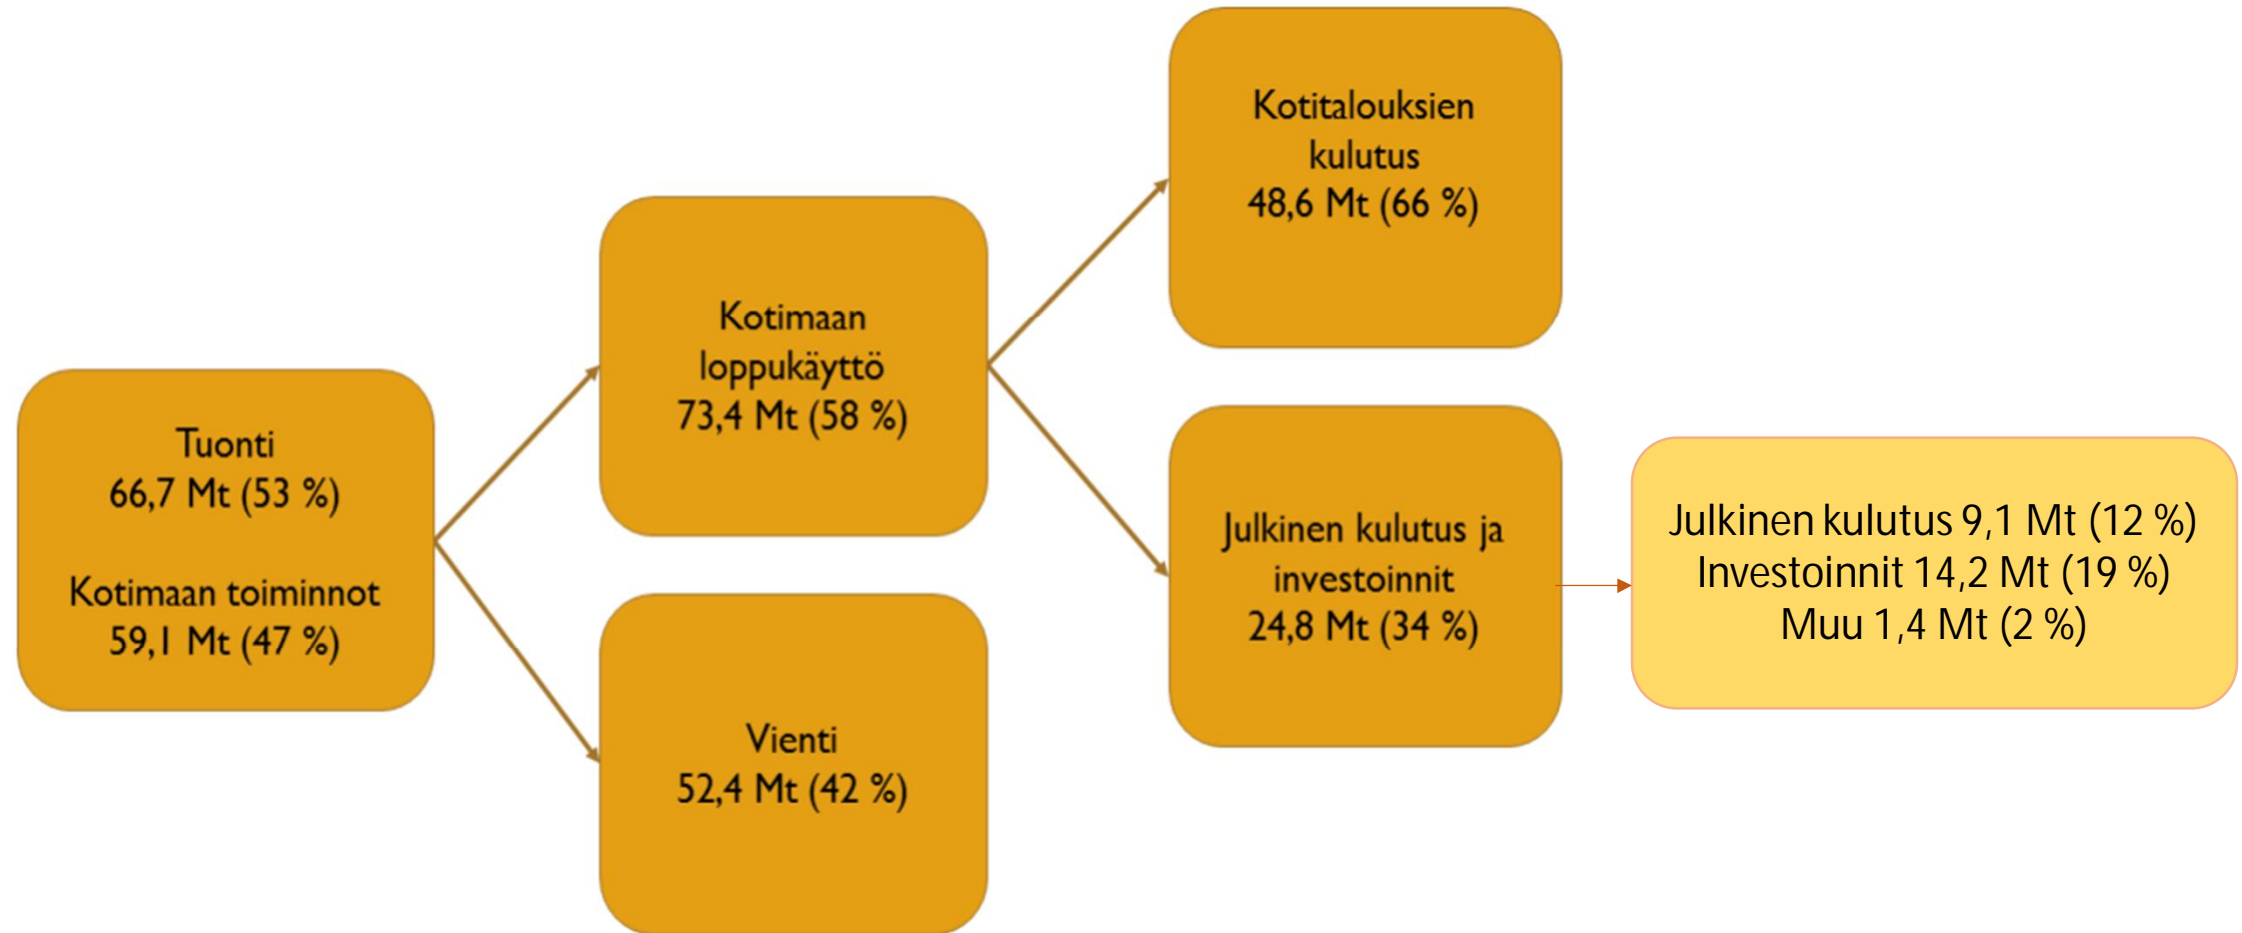 Tuonti
66,7 Mt (53 %)
Kotimaan toiminnot
59,1 Mt (47 %)
Kotimaan
loppukäyttö
73,4 Mt (58 %)
Vienti
52,4 Mt (42 %)
Kotitalouksien
kulutus
48,6 Mt (66 %)
Julkinen kulutus ja
investoinnit
24,8 Mt (34 %)
Julkinen kulutus 9,1 Mt (12 %)
Investoinnit 14,2 Mt (19 %)
Muu 1,4 Mt (2 %)